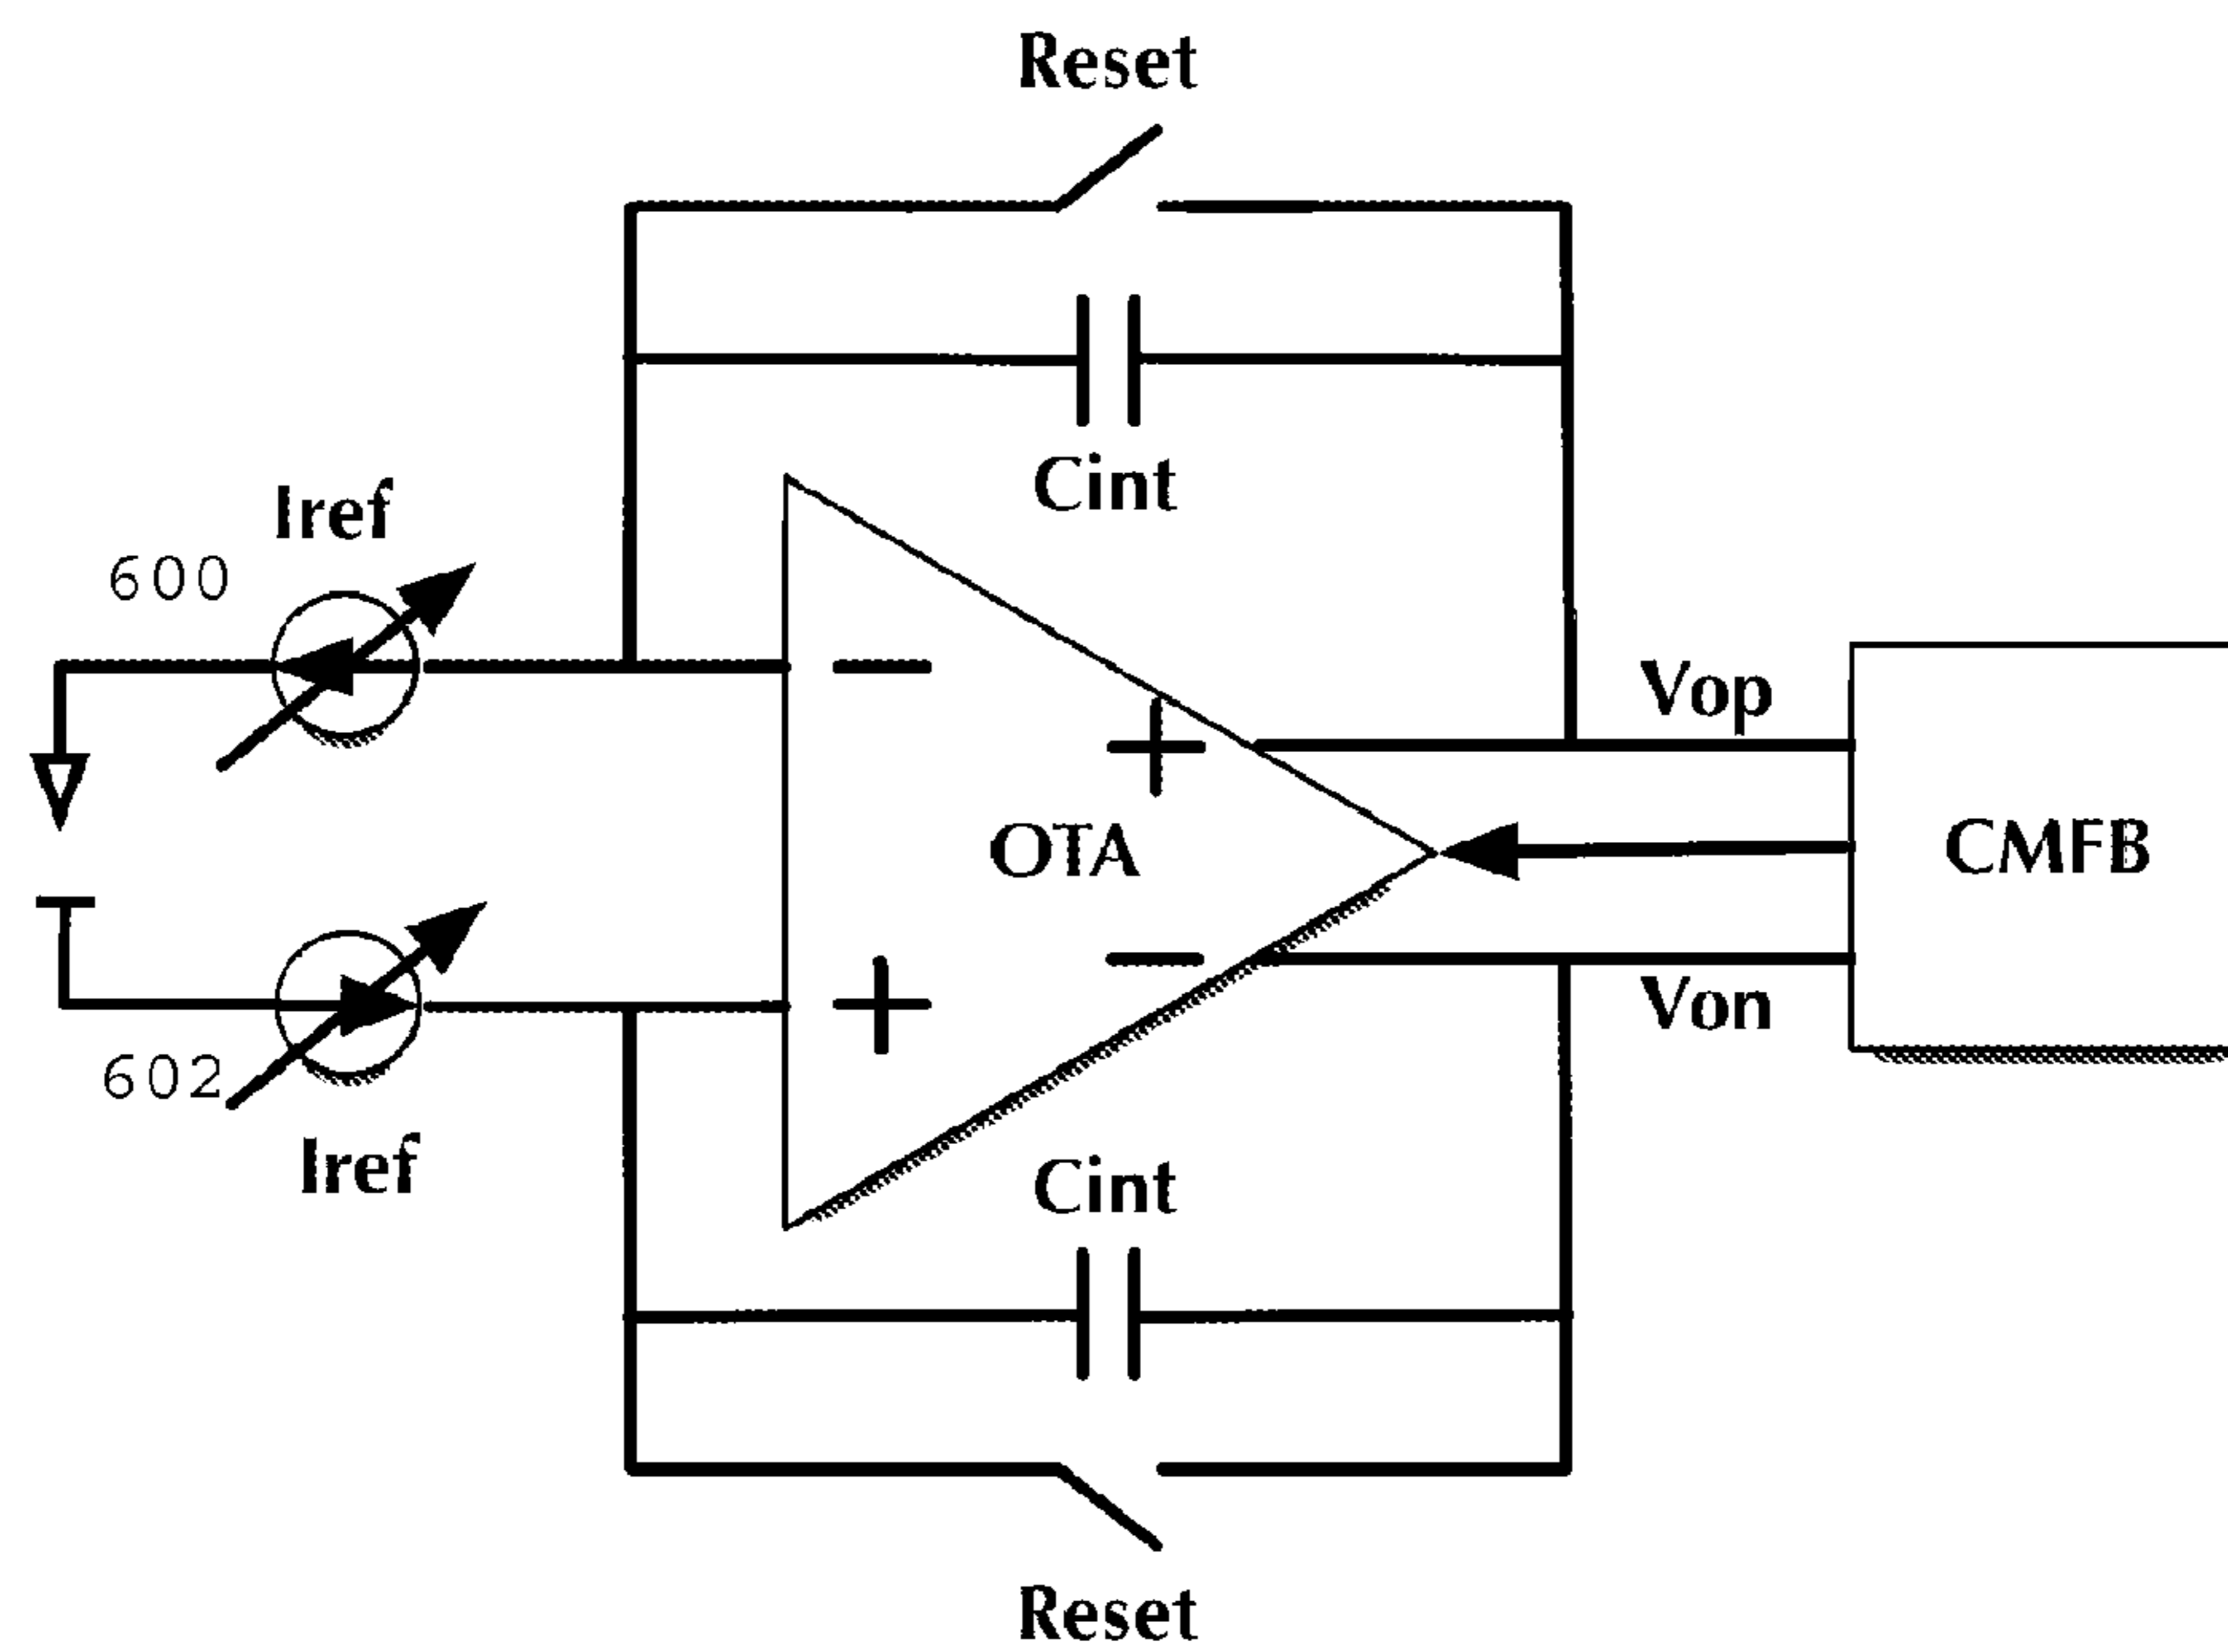 Reset
Cint
Iref
600
Vop
OTA
CMFB
Von
602
Iref
Cint
Reset